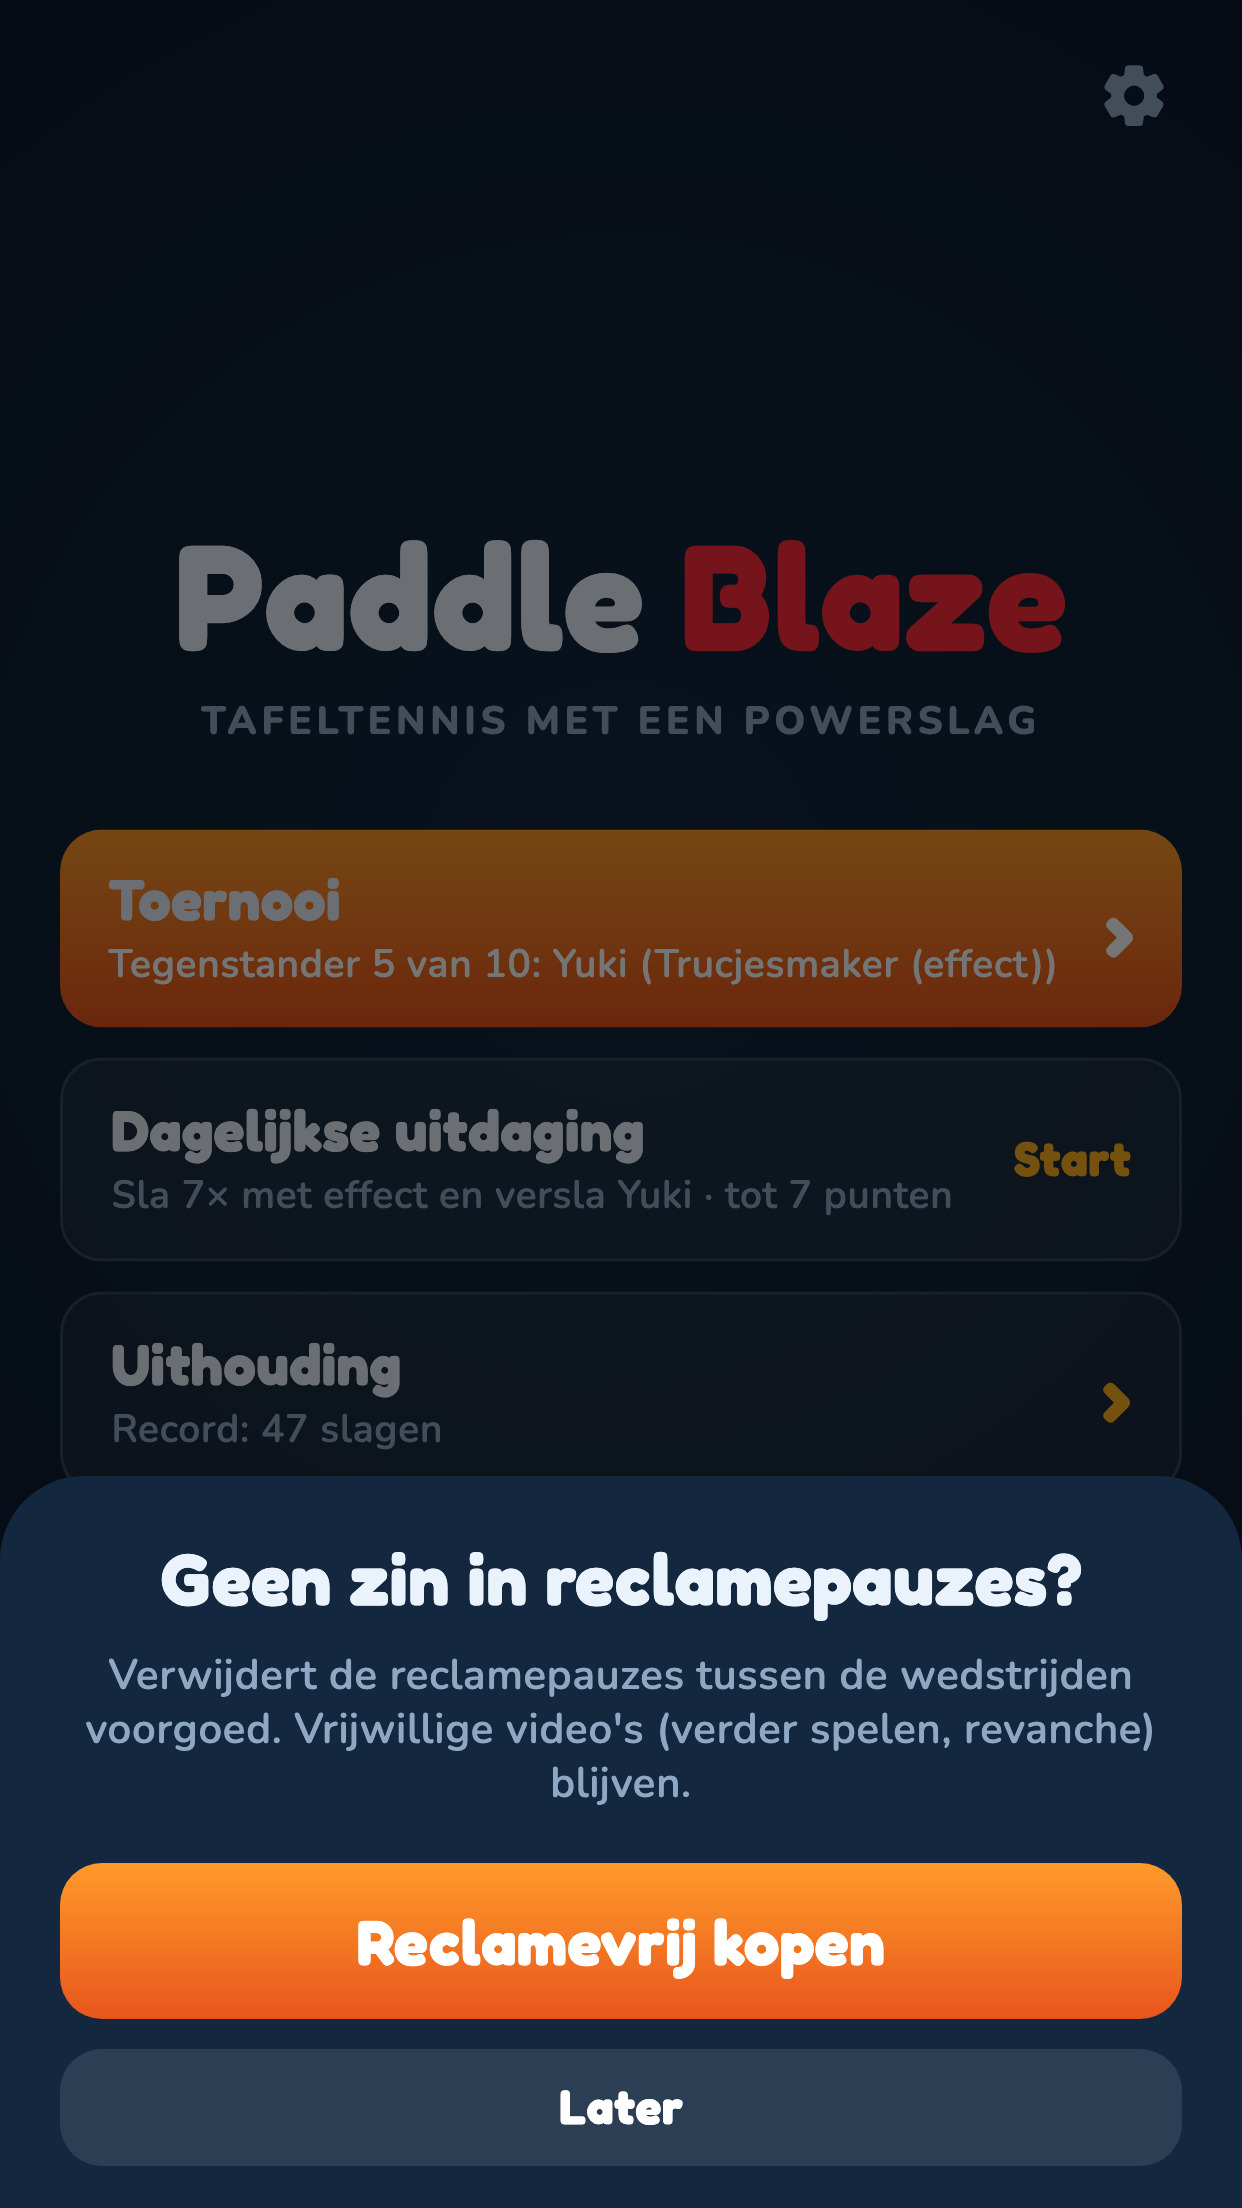 Paddle Blaze
TAFELTENNIS MET EEN POWERSLAG
Toernooi
Tegenstander 5 van 10: Yuki (Trucjesmaker (effect))
Dagelijkse uitdaging
Sla 7× met effect en versla Yuki · tot 7 punten
Start
Uithouding
Record: 47 slagen
Geen zin in reclamepauzes?
Verwijdert de reclamepauzes tussen de wedstrijden
voorgoed. Vrijwillige video's (verder spelen, revanche)
blijven.
Reclamevrij kopen
Later